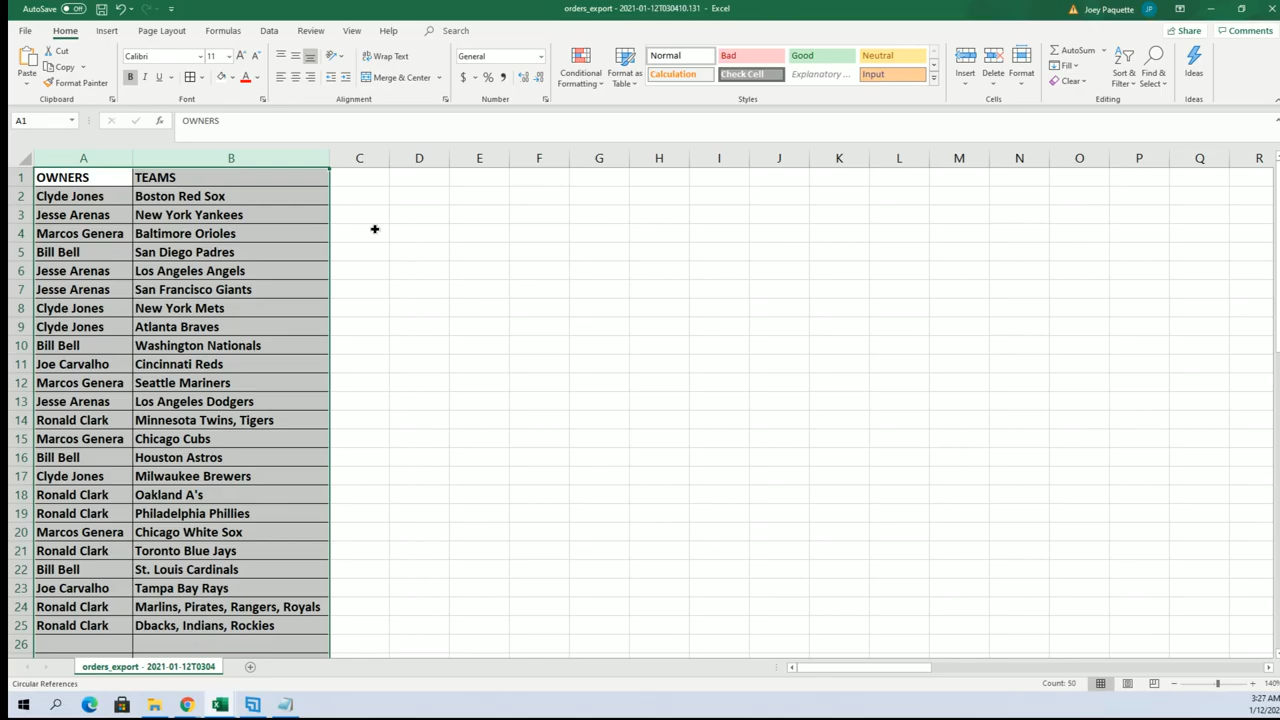 AutoSave Off orders_export - 2021-01-12T030410.131 - Excel Joey Paquette JP
File Home Insert Page Layout Formulas Data Review View Help Search Share Comments
Cut Calibri 11 Wrap Text General Normal Bad Good Neutral AutoSum
Copy Fill
Paste Format Painter B I U Merge & Center $ % Conditional Formatting Format as Table Calculation Check Cell Explanatory ... Input Insert Delete Format Clear Sort & Filter Find & Select Ideas
Clipboard Font Alignment Number Styles Cells Editing Ideas
A1 fx OWNERS
A B C D E F G H I J K L M N O P Q R
1 OWNERS TEAMS
2 Clyde Jones Boston Red Sox
3 Jesse Arenas New York Yankees
4 Marcos Genera Baltimore Orioles
5 Bill Bell San Diego Padres
6 Jesse Arenas Los Angeles Angels
7 Jesse Arenas San Francisco Giants
8 Clyde Jones New York Mets
9 Clyde Jones Atlanta Braves
10 Bill Bell Washington Nationals
11 Joe Carvalho Cincinnati Reds
12 Marcos Genera Seattle Mariners
13 Jesse Arenas Los Angeles Dodgers
14 Ronald Clark Minnesota Twins, Tigers
15 Marcos Genera Chicago Cubs
16 Bill Bell Houston Astros
17 Clyde Jones Milwaukee Brewers
18 Ronald Clark Oakland A's
19 Ronald Clark Philadelphia Phillies
20 Marcos Genera Chicago White Sox
21 Ronald Clark Toronto Blue Jays
22 Bill Bell St. Louis Cardinals
23 Joe Carvalho Tampa Bay Rays
24 Ronald Clark Marlins, Pirates, Rangers, Royals
25 Ronald Clark Dbacks, Indians, Rockies
26
orders_export - 2021-01-12T0304
Circular References Count: 50 140%
3:27 AM
1/12/202